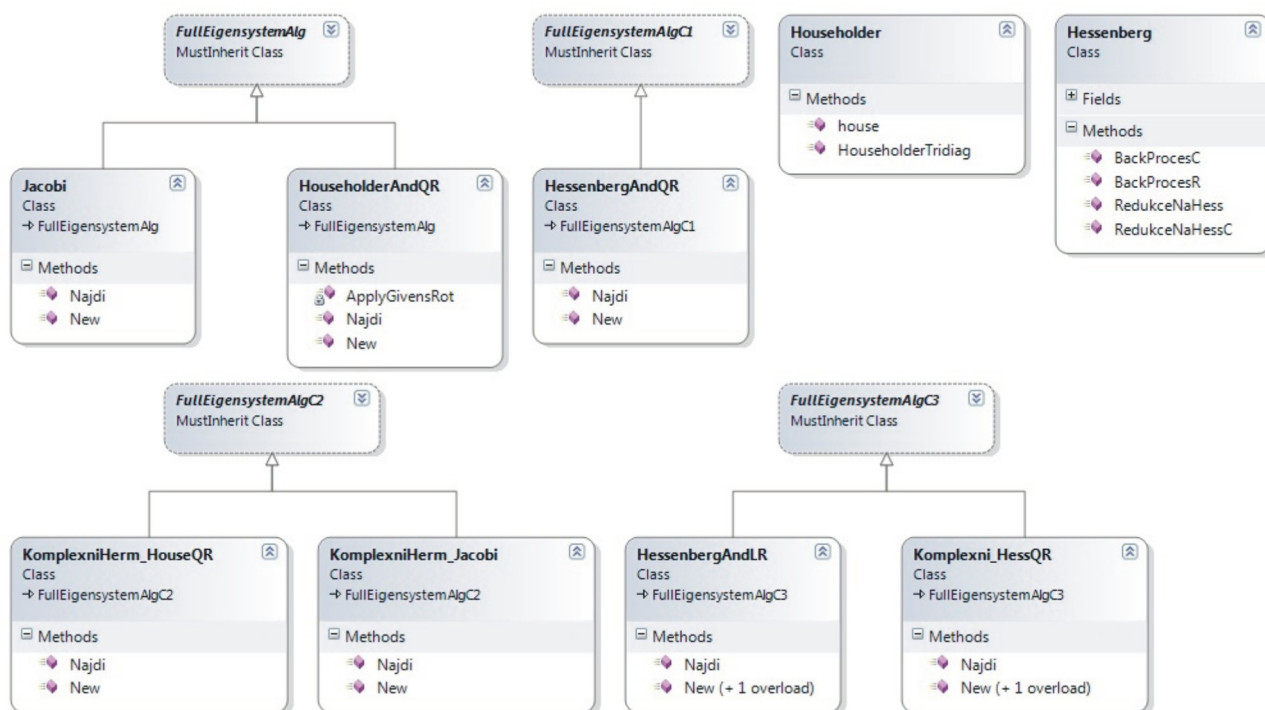 FullEigensystemAlg
MustInherit Class
FullEigensystemAlgC1
MustInherit Class
Householder
Class
Methods
house
HouseholderTridiag
Hessenberg
Class
Fields
Methods
BackProcesC
BackProcesR
RedukceNaHess
RedukceNaHessC
Jacobi
Class
FullEigensystemAlg
Methods
Najdi
New
HouseholderAndQR
Class
FullEigensystemAlg
Methods
ApplyGivensRot
Najdi
New
HessenbergAndQR
Class
FullEigensystemAlgC1
Methods
Najdi
New
FullEigensystemAlgC2
MustInherit Class
FullEigensystemAlgC3
MustInherit Class
KomplexniHerm_HouseQR
Class
FullEigensystemAlgC2
Methods
Najdi
New
KomplexniHerm_Jacobi
Class
FullEigensystemAlgC2
Methods
Najdi
New
HessenbergAndLR
Class
FullEigensystemAlgC3
Methods
Najdi
New (+ 1 overload)
Komplexni_HessQR
Class
FullEigensystemAlgC3
Methods
Najdi
New (+ 1 overload)